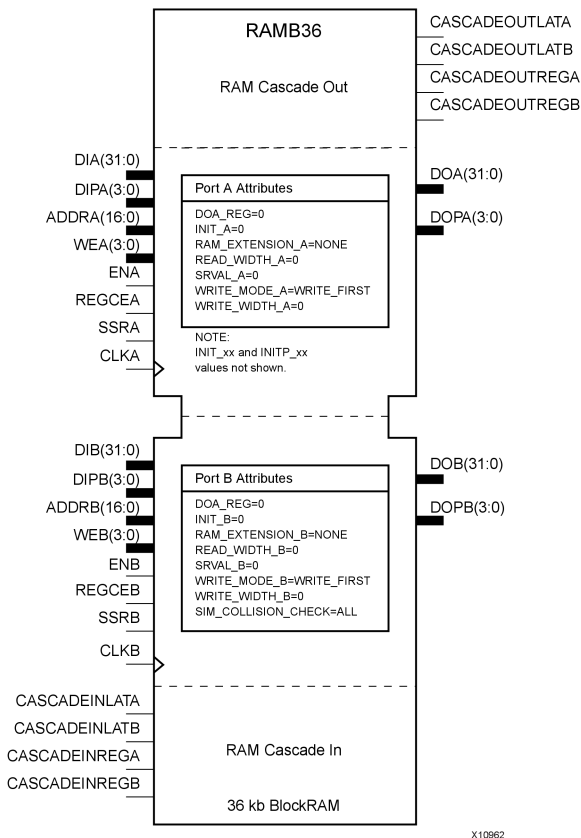 RAMB36
RAM Cascade Out
CASCADEOUTLATA
CASCADEOUTLATB
CASCADEOUTREGA
CASCADEOUTREGB
DIA(31:0)
DIPA(3:0)
ADDRA(16:0)
WEA(3:0)
ENA
REGCEA
SSRA
CLKA
Port A Attributes
DOA_REG=0
INIT_A=0
RAM_EXTENSION_A=NONE
READ_WIDTH_A=0
SRVAL_A=0
WRITE_MODE_A=WRITE_FIRST
WRITE_WIDTH_A=0
NOTE:
INIT_xx and INITP_xx
values not shown.
DOA(31:0)
DOPA(3:0)
DIB(31:0)
DIPB(3:0)
ADDRB(16:0)
WEB(3:0)
ENB
REGCEB
SSRB
CLKB
Port B Attributes
DOA_REG=0
INIT_B=0
RAM_EXTENSION_B=NONE
READ_WIDTH_B=0
SRVAL_B=0
WRITE_MODE_B=WRITE_FIRST
WRITE_WIDTH_B=0
SIM_COLLISION_CHECK=ALL
DOB(31:0)
DOPB(3:0)
CASCADEINLATA
CASCADEINLATB
CASCADEINREGA
CASCADEINREGB
RAM Cascade In
36 kb BlockRAM
X10962